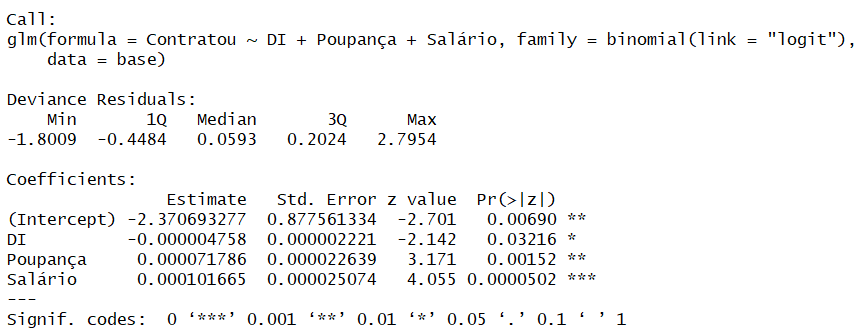 Call:
glm(formula = Contratou ~ DI + Poupança + Salário, family = binomial(link = "logit"),
    data = base)
Deviance Residuals:
    Min       1Q   Median       3Q      Max
-1.8009  -0.4484   0.0593   0.2024   2.7954
Coefficients:
               Estimate   Std. Error z value  Pr(>|z|)
(Intercept) -2.370693277  0.877561334  -2.701   0.00690 **
DI          -0.000004758  0.000002221  -2.142   0.03216 *
Poupança     0.000071786  0.000022639   3.171   0.00152 **
Salário      0.000101665  0.000025074   4.055 0.0000502 ***
---
Signif. codes:  0 ‘***’ 0.001 ‘**’ 0.01 ‘*’ 0.05 ‘.’ 0.1 ‘ ’ 1